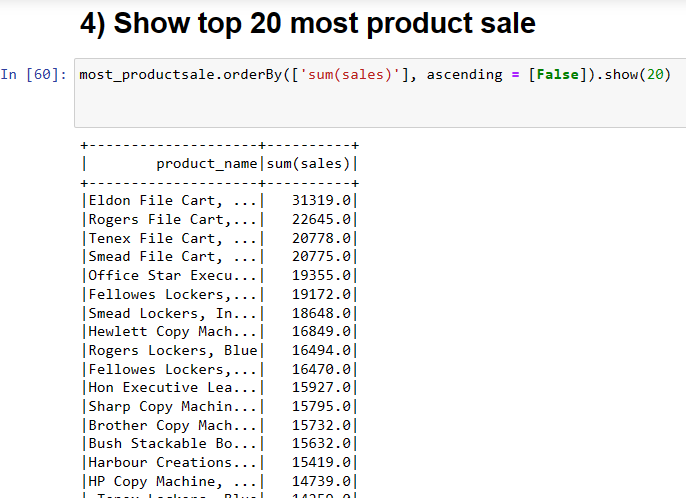 4) Show top 20 most product sale
In [60]: most_productsale.orderBy(['sum(sales)'], ascending = [False]).show(20)
+--------------------+----------+
|        product_name|sum(sales)|
+--------------------+----------+
|Eldon File Cart, ...|   31319.0|
|Rogers File Cart,...|   22645.0|
|Tenex File Cart, ...|   20778.0|
|Smead File Cart, ...|   20775.0|
|Office Star Execu...|   19355.0|
|Fellowes Lockers,...|   19172.0|
|Smead Lockers, In...|   18648.0|
|Hewlett Copy Mach...|   16849.0|
|Rogers Lockers, Blue|   16494.0|
|Fellowes Lockers,...|   16470.0|
|Hon Executive Lea...|   15927.0|
|Sharp Copy Machin...|   15795.0|
|Brother Copy Mach...|   15732.0|
|Bush Stackable Bo...|   15632.0|
|Harbour Creations...|   15419.0|
|HP Copy Machine, ...|   14739.0|